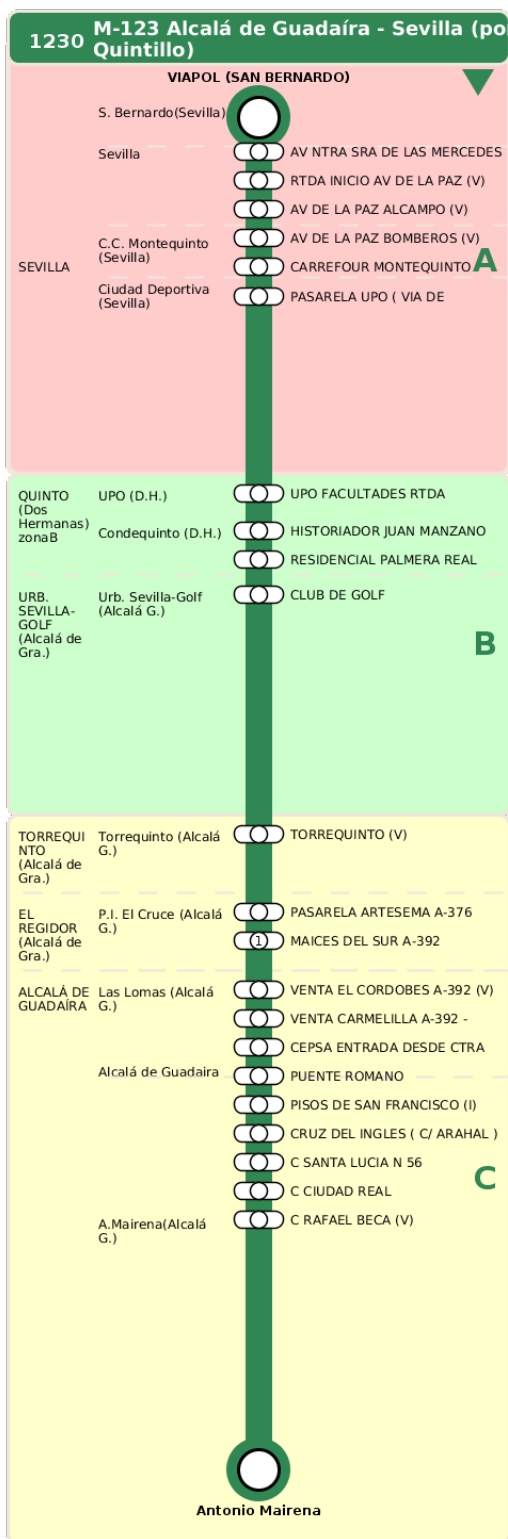 1230
M-123 Alcalá de Guadaíra - Sevilla (po
Quintillo)
VIAPOL (SAN BERNARDO)
S. Bernardo(Sevilla)
Sevilla
AV NTRA SRA DE LAS MERCEDES
RTDA INICIO AV DE LA PAZ (V)
AV DE LA PAZ ALCAMPO (V)
C.C. Montequinto
(Sevilla)
AV DE LA PAZ BOMBEROS (V)
SEVILLA
CARREFOUR MONTEQUINTO
A
Ciudad Deportiva
(Sevilla)
PASARELA UPO ( VIA DE
QUINTO
(Dos
Hermanas)
zonaB
UPO (D.H.)
UPO FACULTADES RTDA
Condequinto (D.H.)
HISTORIADOR JUAN MANZANO
RESIDENCIAL PALMERA REAL
URB.
SEVILLA-
GOLF
(Alcalá de
Gra.)
Urb. Sevilla-Golf
(Alcalá G.)
CLUB DE GOLF
B
TORREQUI
NTO
(Alcalá de
Gra.)
Torrequinto (Alcalá
G.)
TORREQUINTO (V)
EL
REGIDOR
(Alcalá de
Gra.)
P.I. El Cruce (Alcalá
G.)
PASARELA ARTESEMA A-376
1
MAICES DEL SUR A-392
ALCALÁ DE
GUADAÍRA
Las Lomas (Alcalá
G.)
VENTA EL CORDOBES A-392 (V)
VENTA CARMELILLA A-392 -
CEPSA ENTRADA DESDE CTRA
Alcalá de Guadaira
PUENTE ROMANO
PISOS DE SAN FRANCISCO (I)
CRUZ DEL INGLES ( C/ ARAHAL )
C SANTA LUCIA N 56
C
C CIUDAD REAL
A.Mairena(Alcalá
G.)
C RAFAEL BECA (V)
Antonio Mairena